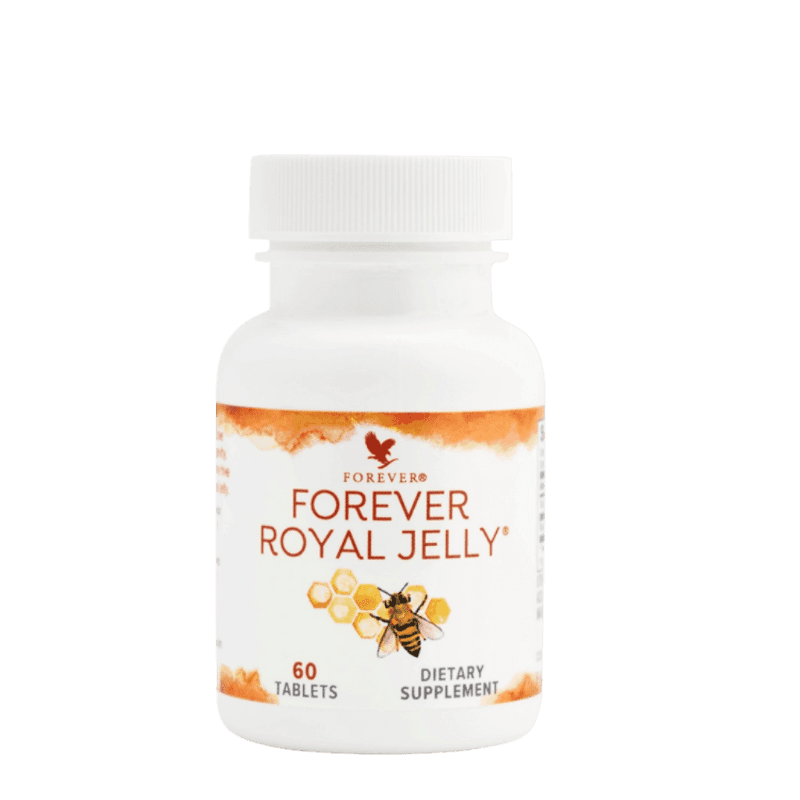 FOREVER®
FOREVER
ROYAL JELLY®
60
TABLETS
DIETARY
SUPPLEMENT